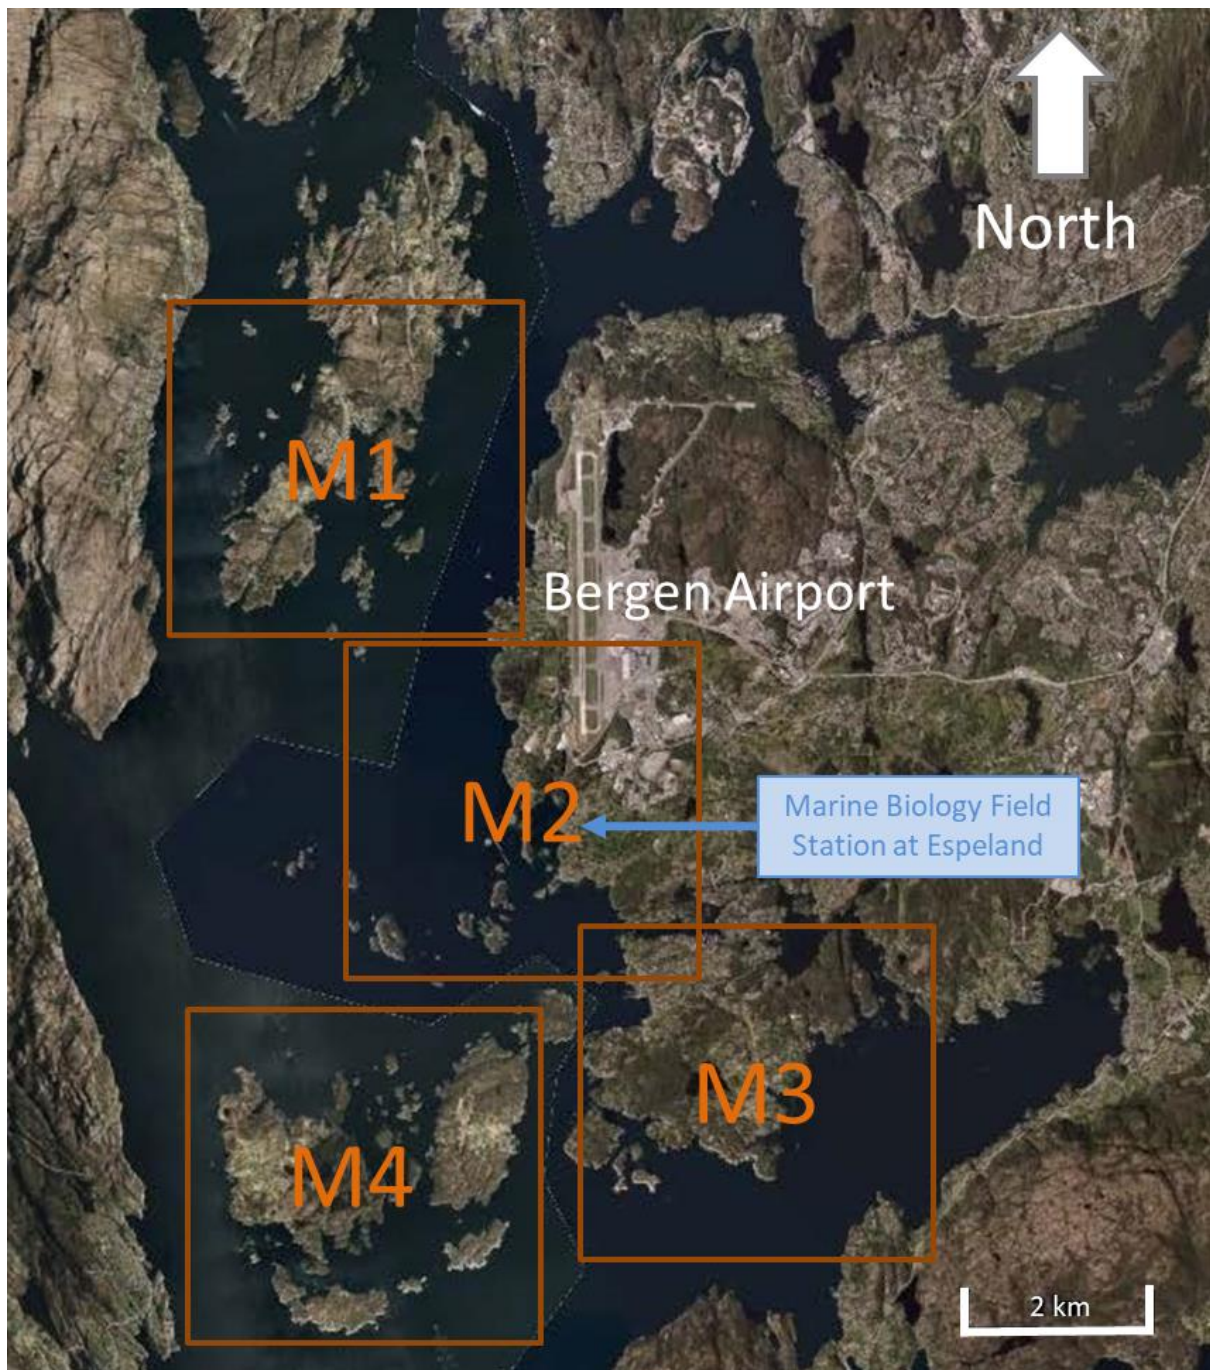 North
M1
Bergen Airport
M2
Marine Biology Field
Station at Espeland
M3
M4
2 km